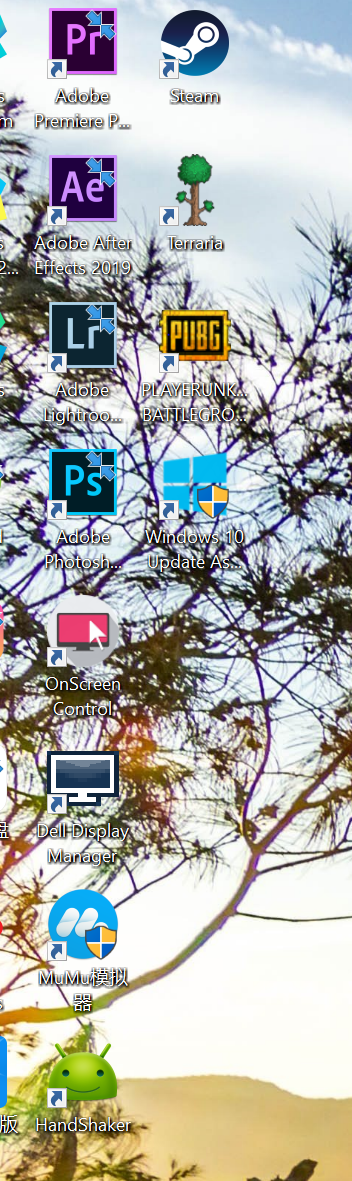 Pr
Adobe
Premiere P...
Steam
Ae
Adobe After
Effects 2019
Terraria
Lr
Adobe
Lightroo...
PUBG
PLAYERUNK...
BATTLEGRO...
Ps
Adobe
Photosh...
Windows 10
Update As...
OnScreen
Control
Dell Display
Manager
MuMu模拟
器
版
HandShaker